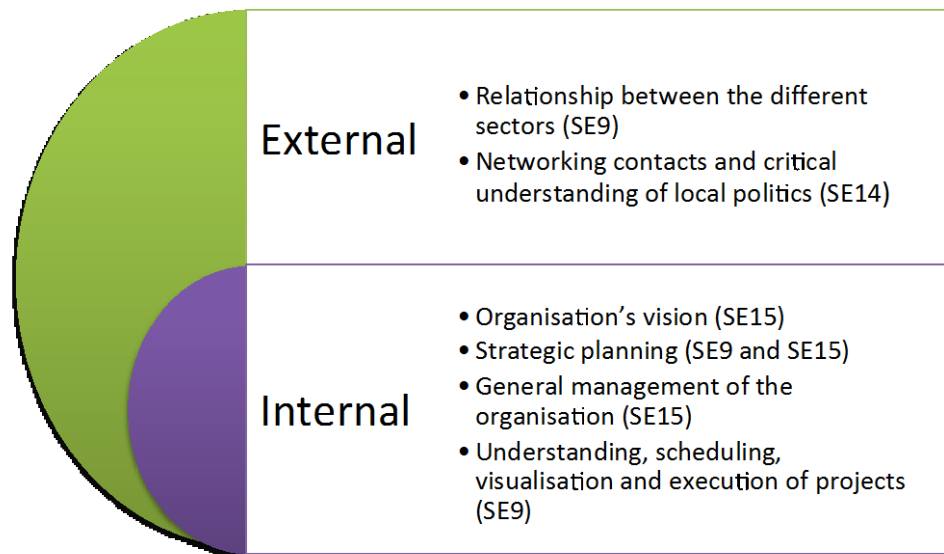 External
• Relationship between the different
sectors (SE9)
• Networking contacts and critical
understanding of local politics (SE14)
Internal
• Organisation’s vision (SE15)
• Strategic planning (SE9 and SE15)
• General management of the
organisation (SE15)
• Understanding, scheduling,
visualisation and execution of projects
(SE9)